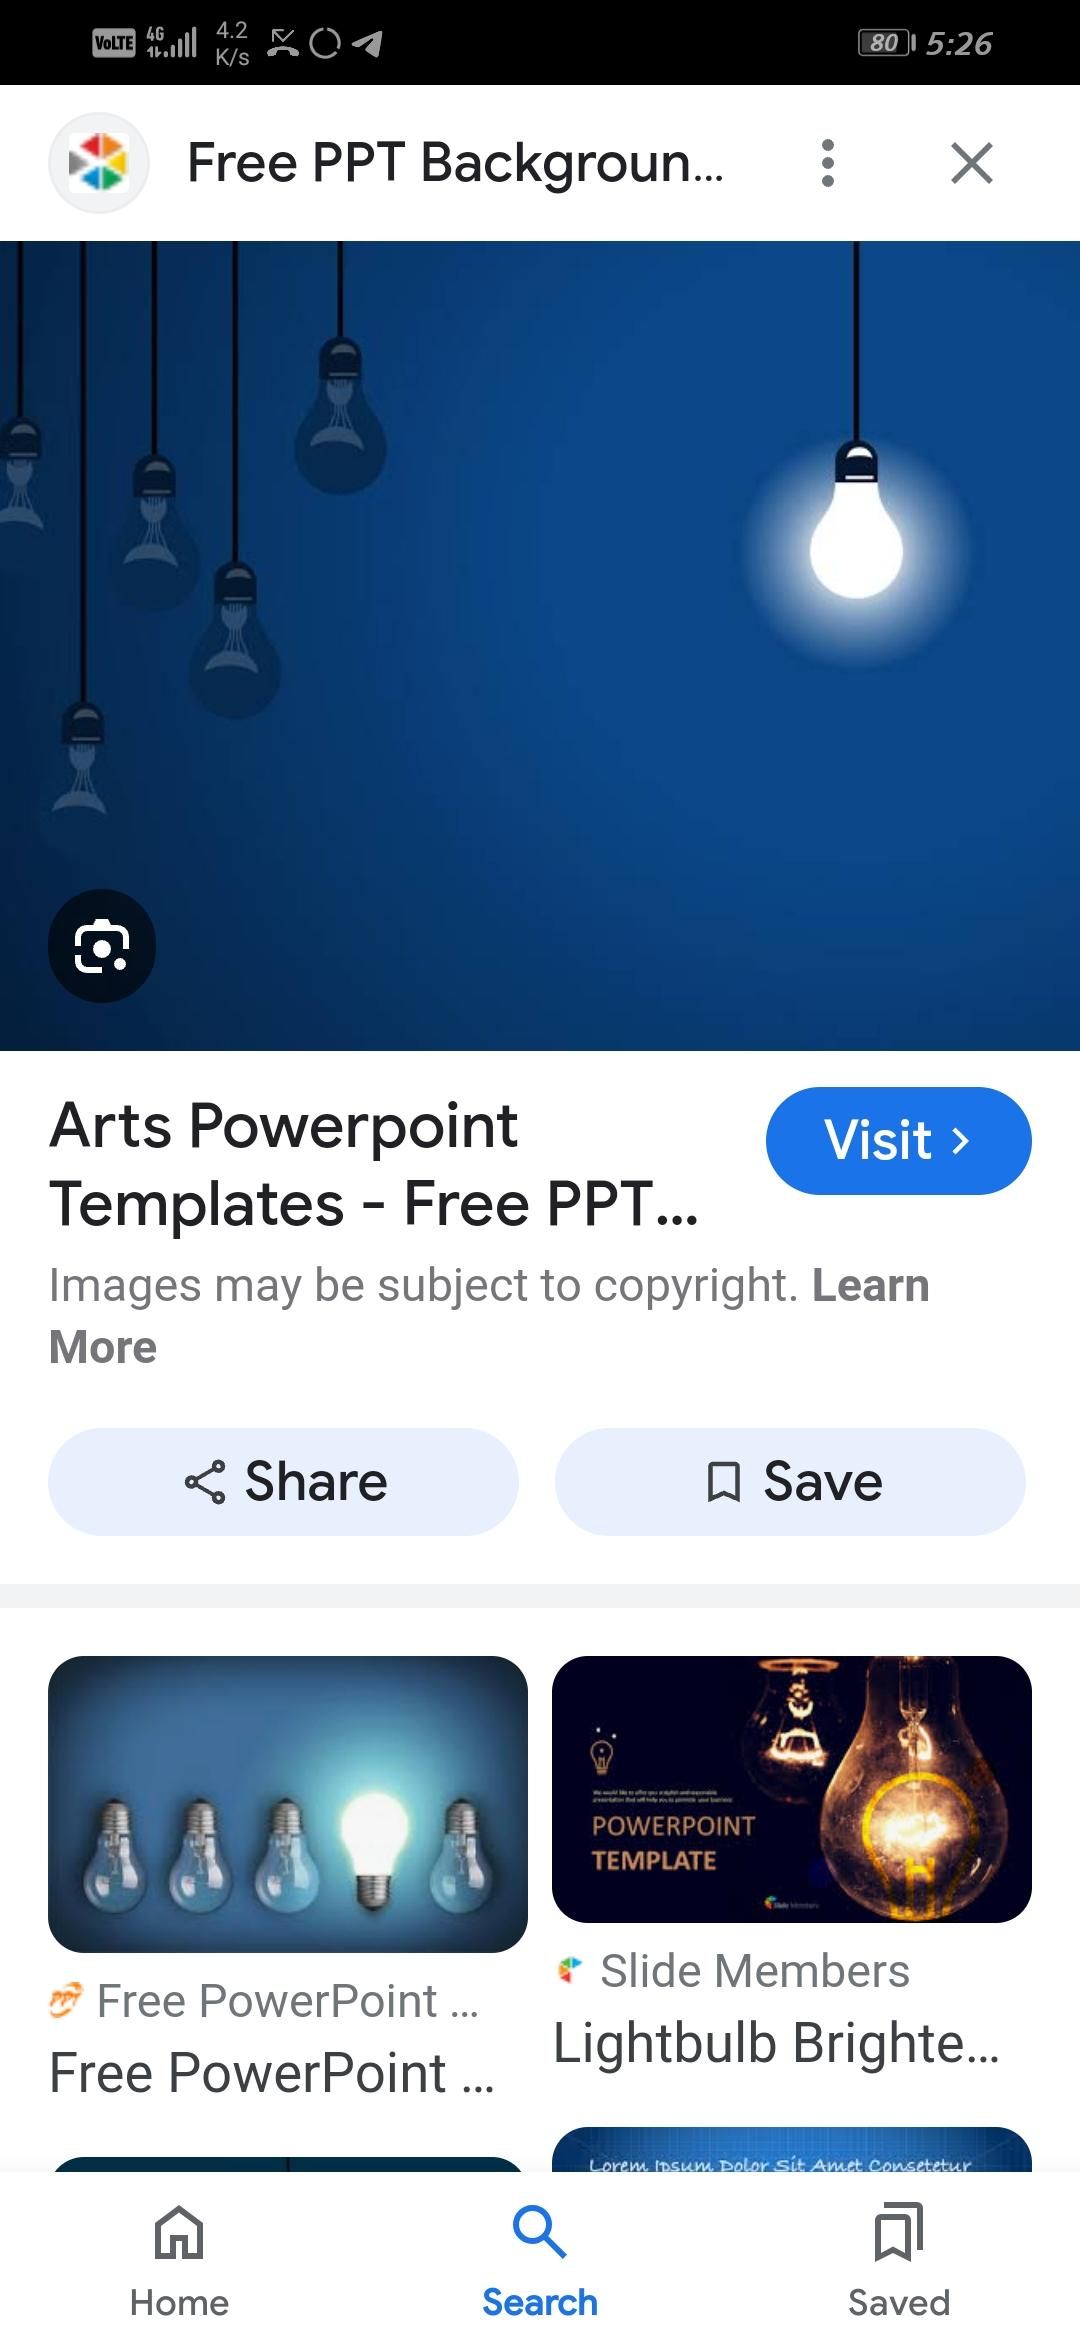 VoLTE 4G 4.2 K/s 80 5:26
Free PPT Backgroun...
Arts Powerpoint
Templates - Free PPT...
Visit >
Images may be subject to copyright. Learn
More
Share
Save
POWERPOINT
TEMPLATE
Free PowerPoint ...
Free PowerPoint ...
Slide Members
Lightbulb Brighte...
Lorem Ipsum Dolor Sit Amet Consetetur
Home
Search
Saved